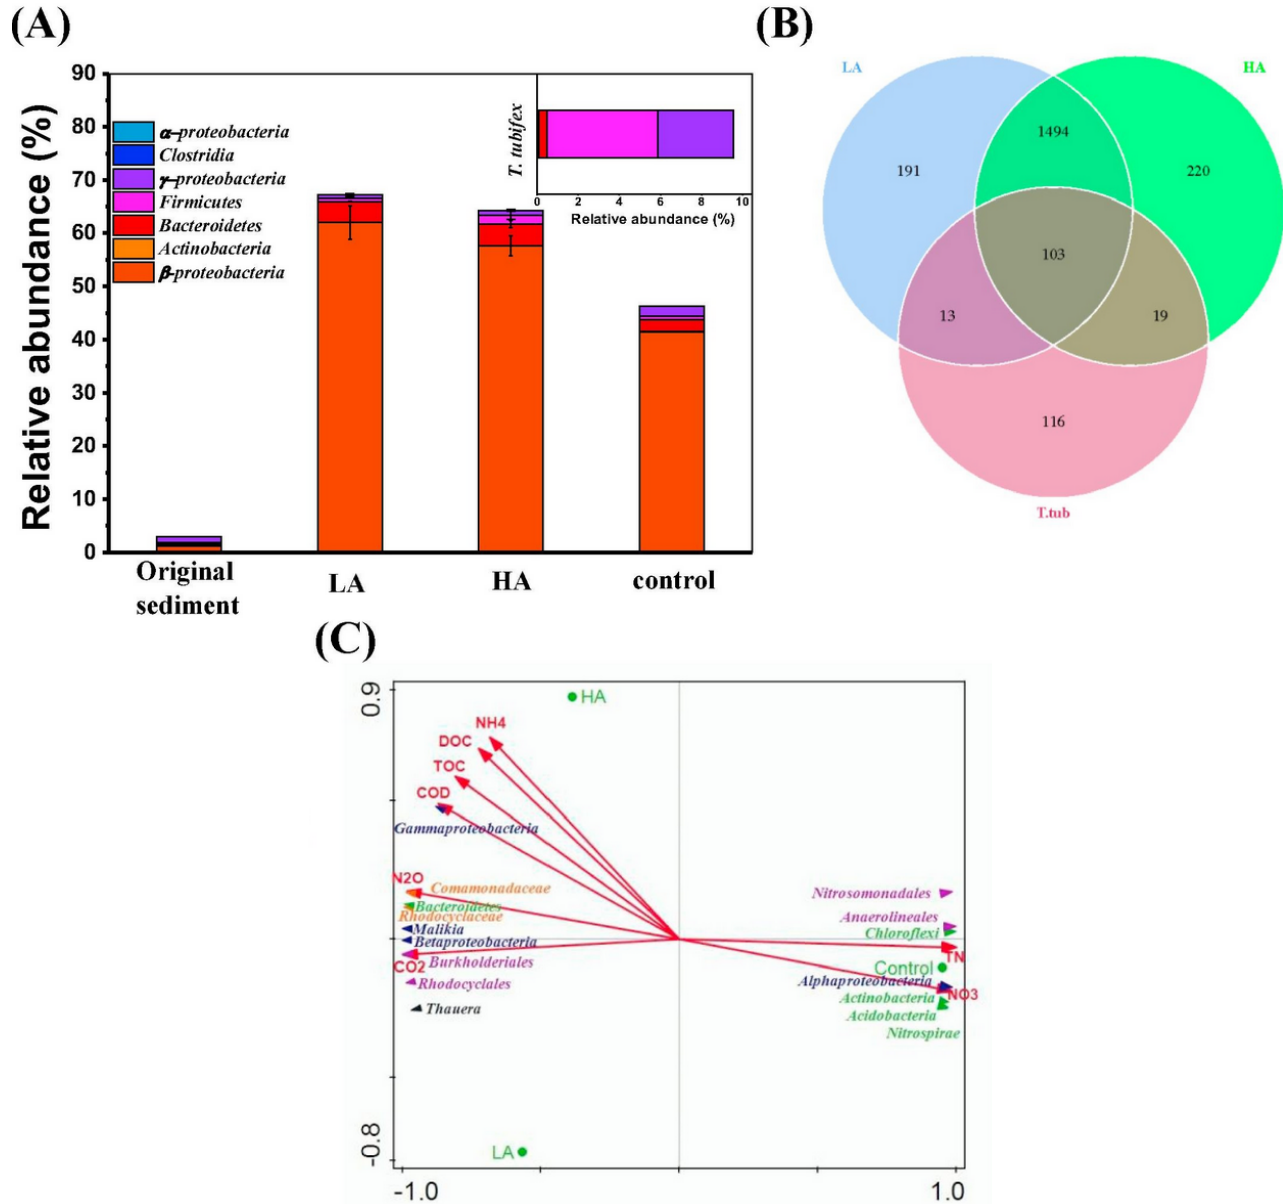 (A)
Relative abundance (%)
90
80
70
60
50
40
30
20
10
0
α-proteobacteria
Clostridia
γ-proteobacteria
Firmicutes
Bacteroidetes
Actinobacteria
β-proteobacteria
T. tubifex
0 2 4 6 8 10
Relative abundance (%)
Original
sediment
LA
HA
control
(B)
LA
HA
1494
191
220
103
13
19
116
T.tub
(C)
0.9
HA
NH4
DOC
TOC
COD
Gammaproteobacteria
N2O
Comamonadaceae
Bacteroidetes
Rhodocyclaceae
Malikia
Betaproteobacteria
Burkholderiales
CO2
Rhodocyclales
Thauera
Nitrosomonadales
Anaerolineales
Chloroflexi
TN
Control
Alphaproteobacteria
NO3
Actinobacteria
Acidobacteria
Nitrospirae
-0.8
LA
-1.0
1.0